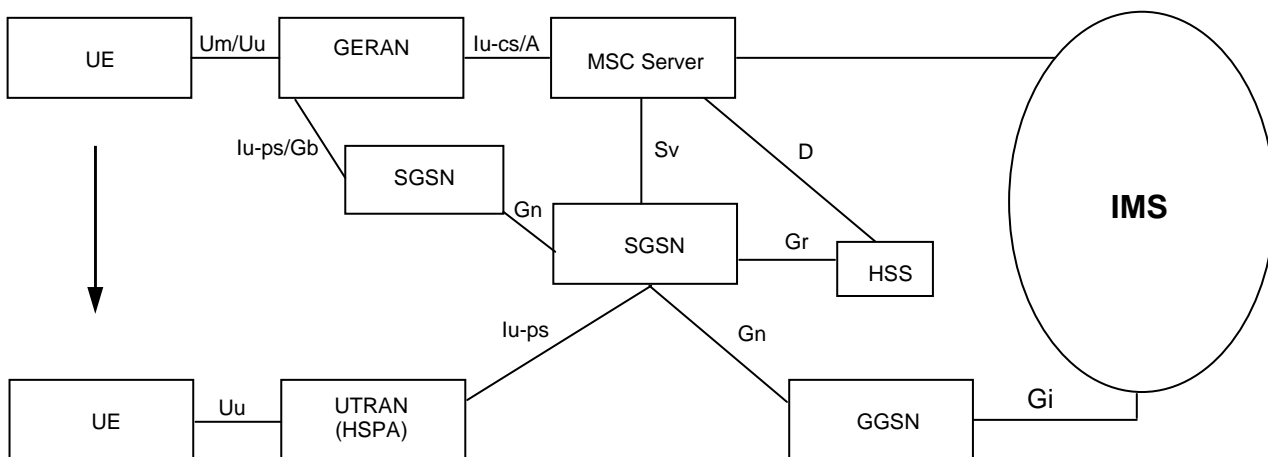 Um/Uu
Iu-cs/A
UE
GERAN
MSC Server
Iu-ps/Gb
Sv
D
SGSN
Gn
IMS
SGSN
Gr
HSS
Iu-ps
Gn
UE
Uu
UTRAN
(HSPA)
GGSN
Gi